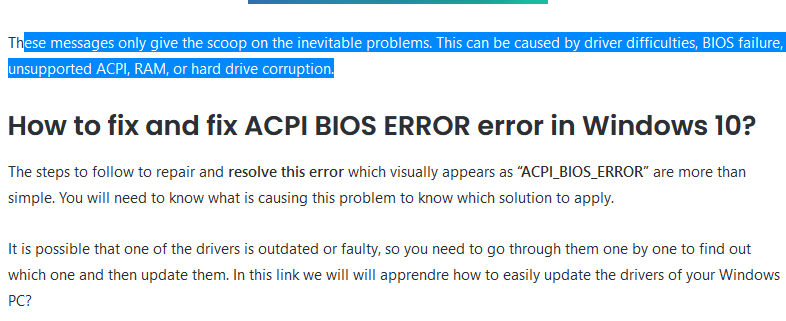 These messages only give the scoop on the inevitable problems. This can be caused by driver difficulties, BIOS failure,
unsupported ACPI, RAM, or hard drive corruption.
How to fix and fix ACPI BIOS ERROR error in Windows 10?
The steps to follow to repair and resolve this error which visually appears as “ACPI_BIOS_ERROR” are more than
simple. You will need to know what is causing this problem to know which solution to apply.
It is possible that one of the drivers is outdated or faulty, so you need to go through them one by one to find out
which one and then update them. In this link we will will apprendre how to easily update the drivers of your Windows
PC?